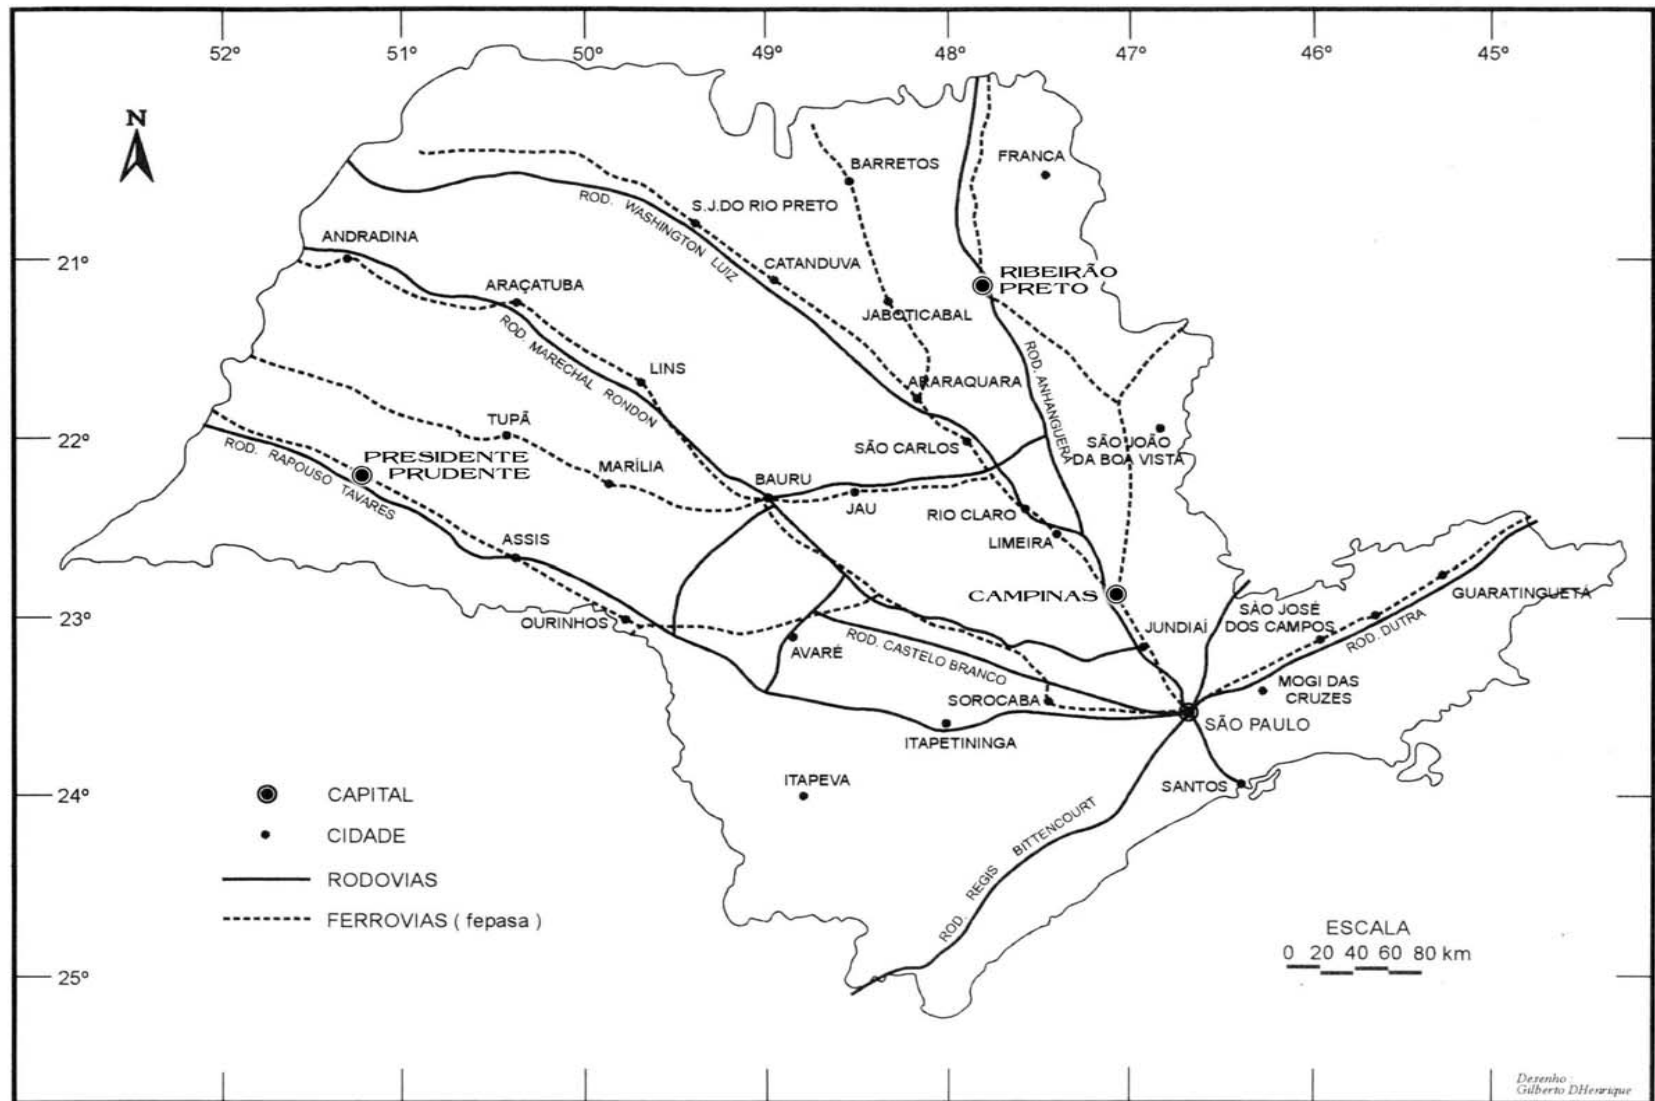 52º 51º 50º 49º 48º 47º 46º 45º
N
BARRETOS
FRANCA
S.J.DO RIO PRETO
ROD. WASHINGTON LUIZ
ANDRADINA
21º
CATANDUVA
RIBEIRÃO
PRETO
ARAÇATUBA
JABOTICABAL
ROD. MARECHAL RONDON
ROD. ANHANGUERA
LINS
ARARAQUARA
TUPÃ
22º
SÃO CARLOS
SÃO JOÃO
DA BOA VISTA
ROD. RAPOUSO TAVARES
PRESIDENTE
PRUDENTE
MARÍLIA
BAURU
JAU
RIO CLARO
ASSIS
LIMEIRA
CAMPINAS
GUARATINGUETÁ
23º
OURINHOS
SÀO JOSÉ
DOS CAMPOS
JUNDIAÍ
ROD. DUTRA
AVARÉ
ROD. CASTELO BRANCO
MOGI DAS
CRUZES
SOROCABA
SÃO PAULO
ITAPETININGA
ITAPEVA
SANTOS
24º
CAPITAL
CIDADE
ROD. REGIS BITTENCOURT
RODOVIAS
FERROVIAS ( fepasa )
ESCALA
0 20 40 60 80 km
25º
Desenho :
Gilberto DHenrique